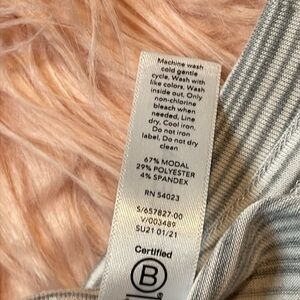 Machine wash
cold gentle
cycle, Wash with
like colors, Wash
inside out, Only
non-chlorine
bleach when
needed, Line
dry, Cool iron,
Do not iron
label, Do not dry
clean
67% MODAL
29% POLYESTER
4% SPANDEX
RN 54023
S/657827-00
V/003489
SU21 01/21
Certified
B